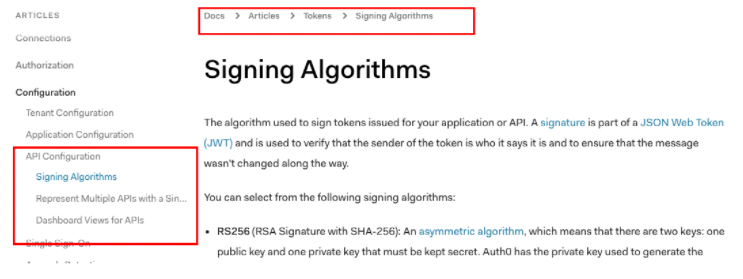 ARTICLES
Connections
Authorization
Configuration
Tenant Configuration
Application Configuration
API Configuration
Signing Algorithms
Represent Multiple APIs with a Sin...
Dashboard Views for APIs
Single Sign-On
Docs > Articles > Tokens > Signing Algorithms
Signing Algorithms
The algorithm used to sign tokens issued for your application or API. A signature is part of a JSON Web Token
(JWT) and is used to verify that the sender of the token is who it says it is and to ensure that the message
wasn't changed along the way.
You can select from the following signing algorithms:
• RS256 (RSA Signature with SHA-256): An asymmetric algorithm, which means that there are two keys: one
public key and one private key that must be kept secret. Auth0 has the private key used to generate the